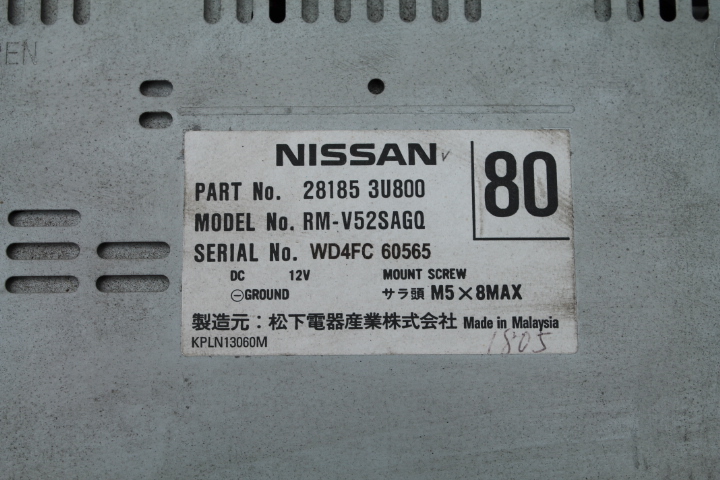 PEN
NISSAN
80
PART No. 28185 3U800
MODEL No. RM-V52SAGQ
SERIAL No. WD4FC 60565
DC 12V MOUNT SCREW
⊖GROUND サラ頭 M5×8MAX
製造元：松下電器産業株式会社 Made in Malaysia
KPLN13060M 1805